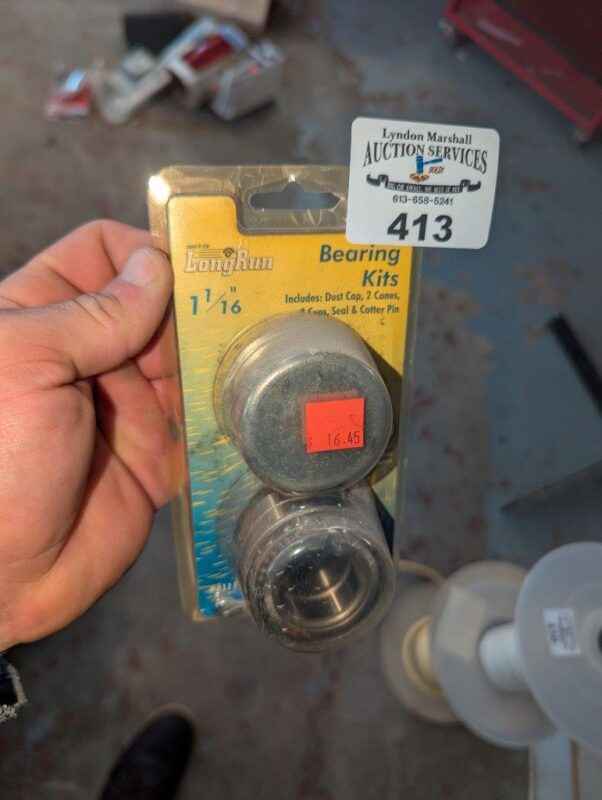 Lyndon Marshall
AUCTION SERVICES
613-658-5241
413
LongRun
Bearing
Kits
1 1/16"
Includes: Dust Cap, 2 Cones,
Cups, Seal & Cotter Pin
16.45